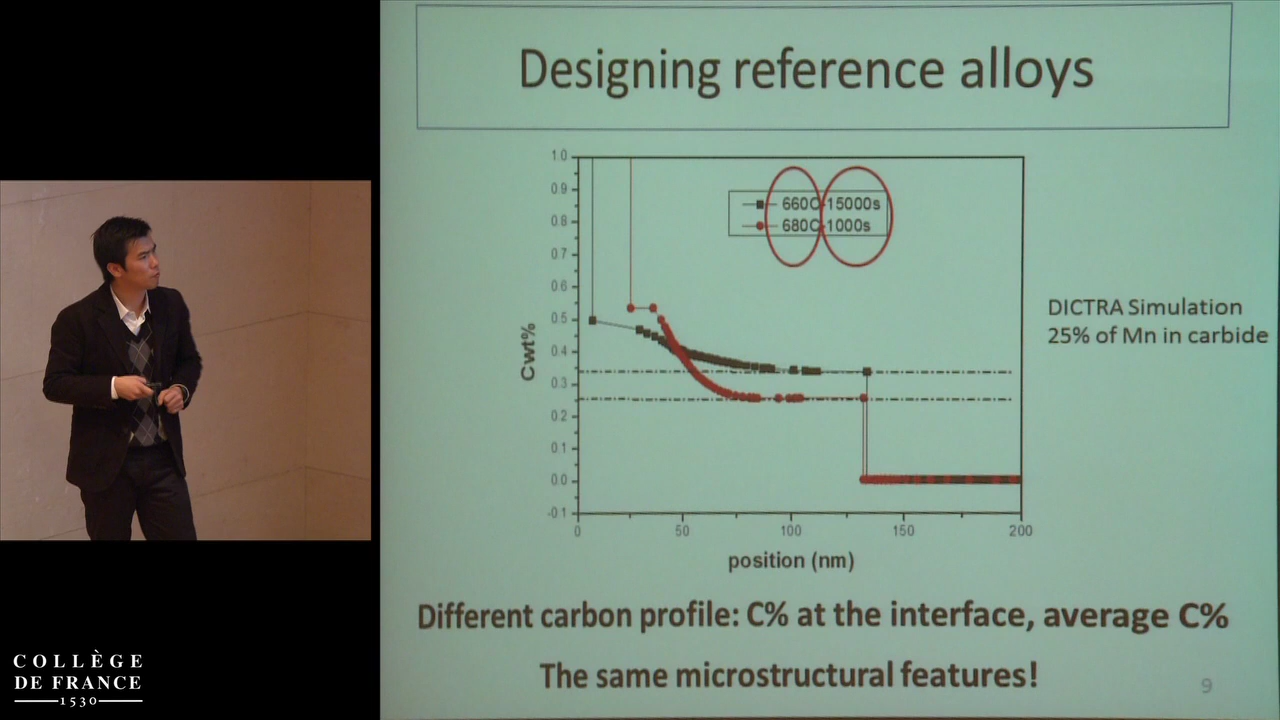 Designing reference alloys
1.0
0.9
0.8
0.7
0.6
0.5
0.4
0.3
0.2
0.1
0.0
-0.1
Cwt%
660C-15000s
680C-1000s
0
50
100
150
200
position (nm)
DICTRA Simulation
25% of Mn in carbide
Different carbon profile: C% at the interface, average C%
The same microstructural features!
9
COLLÈGE
DE FRANCE
1530